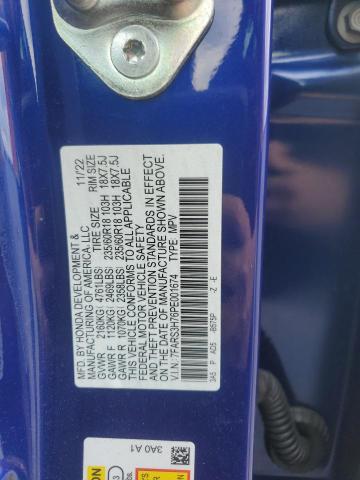 MFD. BY HONDA DEVELOPMENT & 11/22
MANUFACTURING OF AMERICA, LLC
TIRE SIZE RIM SIZE
GVWR 2160KG( 4761LBS)
GAWR F 1120KG( 2469LBS) 235/60R18 103H 18X7.5J
GAWR R 1070KG( 2358LBS) 235/60R18 103H 18X7.5J
THIS VEHICLE CONFORMS TO ALL APPLICABLE
FEDERAL MOTOR VEHICLE SAFETY AND
THEFT PREVENTION STANDARDS IN EFFECT
ON THE DATE OF MANUFACTURE SHOWN ABOVE.
V.I.N.: 7FARS3H76PE001674 TYPE: MPV
3A5 P AD5 -B575P -Z -E
3A0 A1